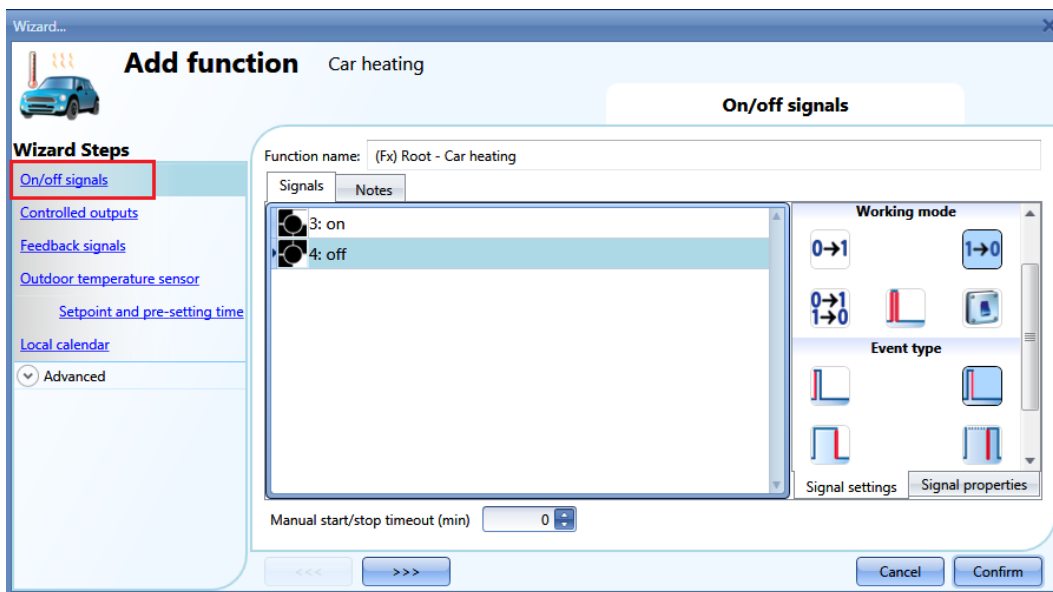 Wizard...
Add function Car heating
On/off signals
Wizard Steps
On/off signals
Controlled outputs
Feedback signals
Outdoor temperature sensor
Setpoint and pre-setting time
Local calendar
Advanced
Function name: (Fx) Root - Car heating
Signals Notes
3: on
4: off
Working mode
0→1 1→0
0→1
1→0
Event type
Signal settings Signal properties
Manual start/stop timeout (min) 0
<<< >>> Cancel Confirm